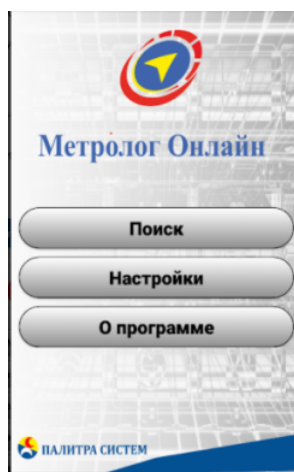 Метролог Онлайн
Поиск
Настройки
О программе
ПАЛИТРА СИСТЕМ